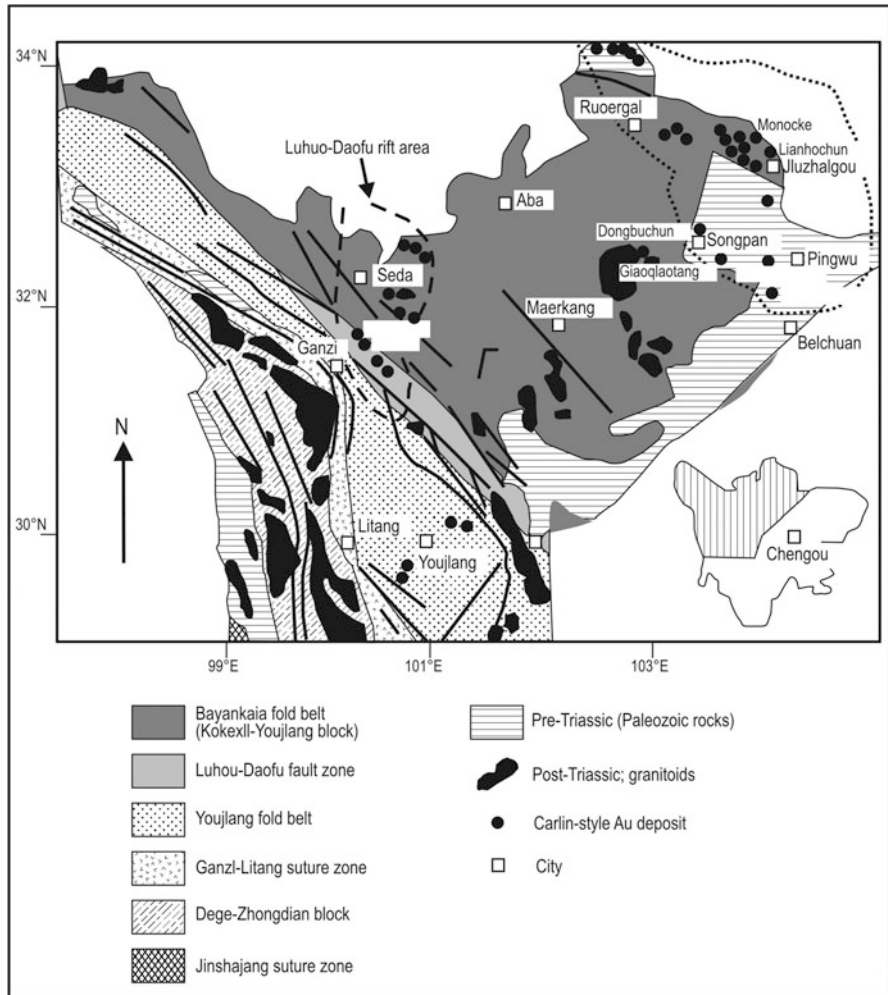 34°N
Ruoergal
Monocke
Lianhochun
Jluzhalgou
Luhuo-Daofu rift area
Aba
Dongbuchun
Songpan
Pingwu
Seda
Giaoqlaotang
32°N
Maerkang
Belchuan
Ganzi
N
30°N
Litang
Youjlang
Chengou
99°E
101°E
103°E
Bayankaia fold belt
(Kokexll-Youjlang block)
Luhou-Daofu fault zone
Youjlang fold belt
Ganzl-Litang suture zone
Dege-Zhongdian block
Jinshajang suture zone
Pre-Triassic (Paleozoic rocks)
Post-Triassic; granitoids
Carlin-style Au deposit
City